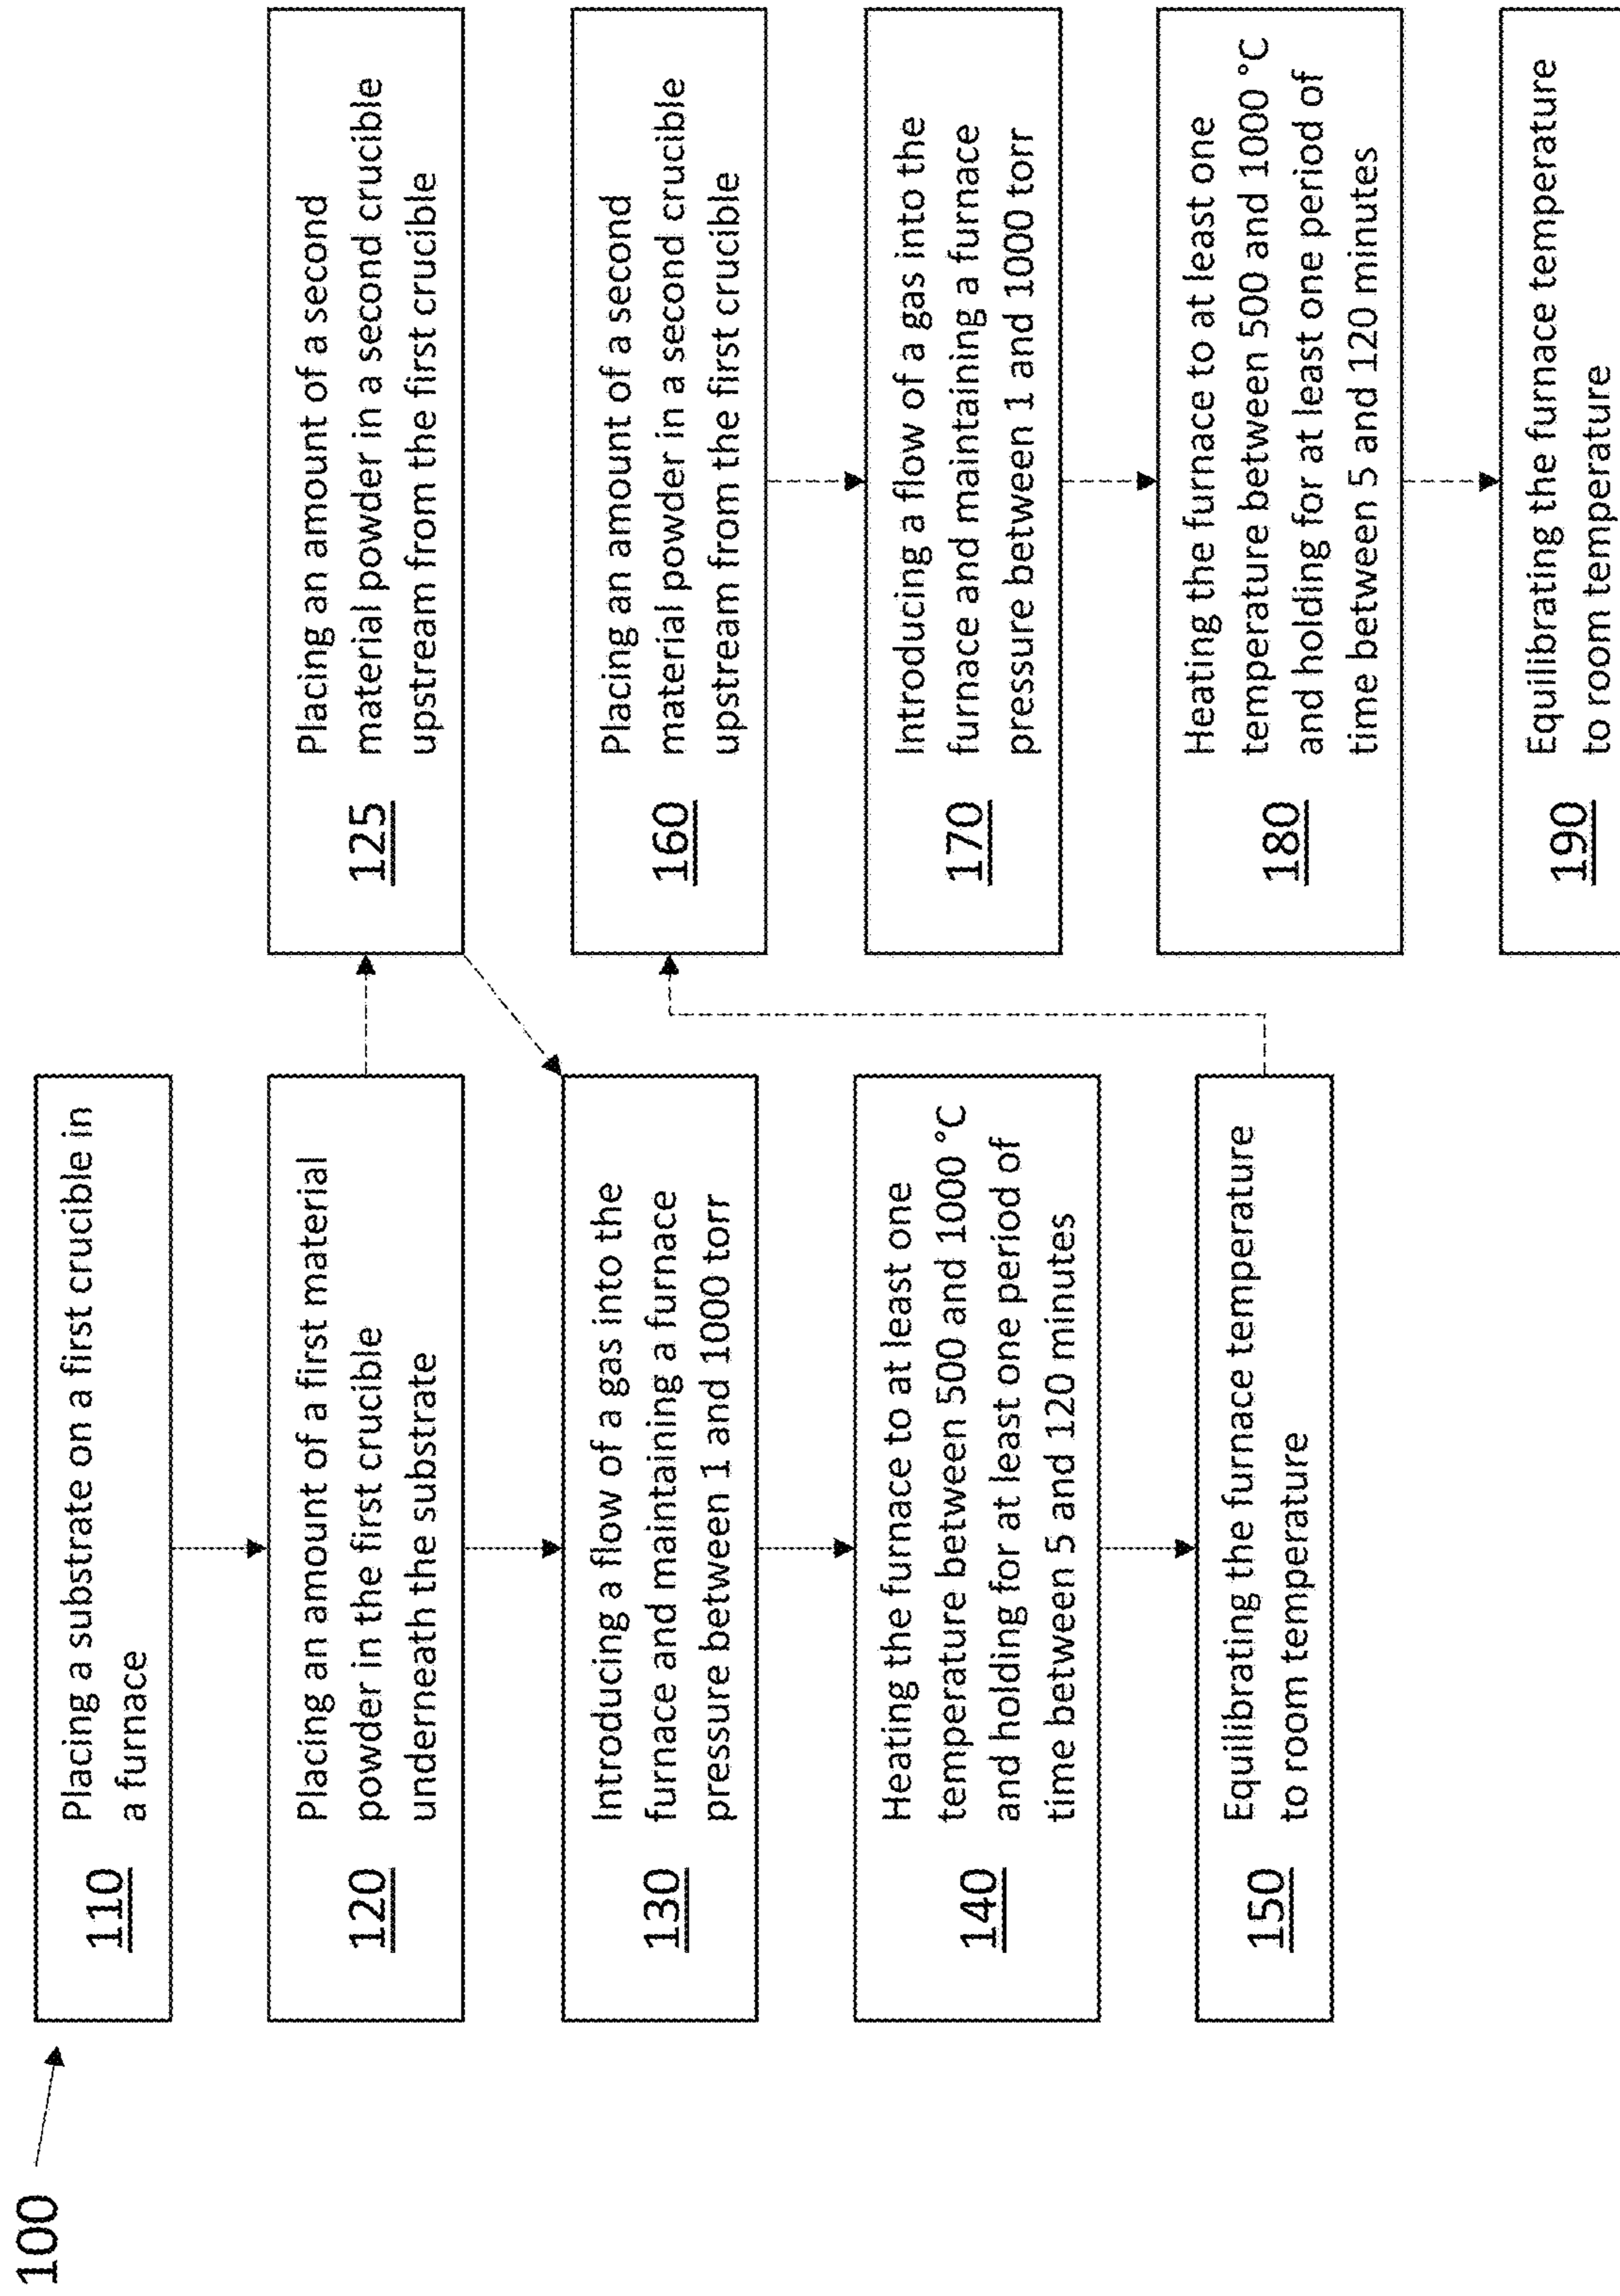 100
110
Placing a substrate on a first crucible in
a furnace
120
Placing an amount of a first material
powder in the first crucible
underneath the substrate
125
Placing an amount of a second
material powder in a second crucible
upstream from the first crucible
130
Introducing a flow of a gas into the
furnace and maintaining a furnace
pressure between 1 and 1000 torr
140
Heating the furnace to at least one
temperature between 500 and 1000 °C
and holding for at least one period of
time between 5 and 120 minutes
150
Equilibrating the furnace temperature
to room temperature
160
Placing an amount of a second
material powder in a second crucible
upstream from the first crucible
170
Introducing a flow of a gas into the
furnace and maintaining a furnace
pressure between 1 and 1000 torr
180
Heating the furnace to at least one
temperature between 500 and 1000 °C
and holding for at least one period of
time between 5 and 120 minutes
190
Equilibrating the furnace temperature
to room temperature